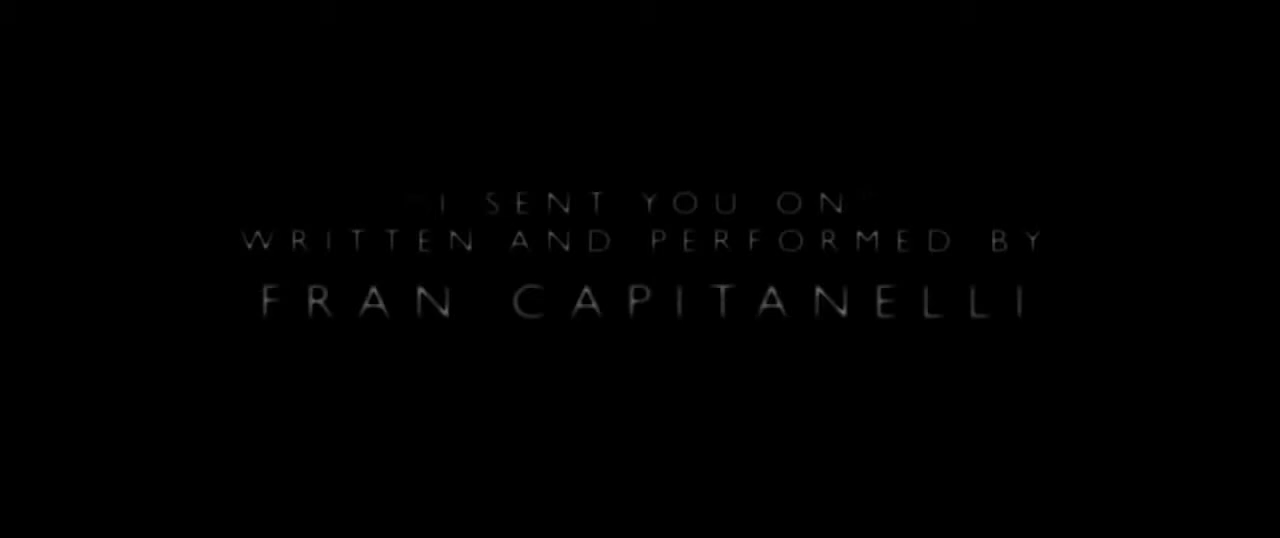 "I SENT YOU ON"
WRITTEN AND PERFORMED BY
FRAN CAPITANELLI